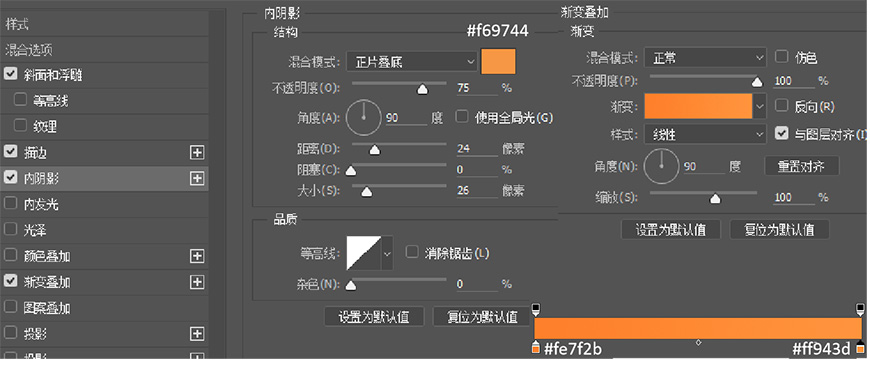 样式
混合选项
斜面和浮雕
等高线
纹理
描边
内阴影
内发光
光泽
颜色叠加
渐变叠加
图案叠加
投影
投影
内阴影
结构
#f69744
混合模式: 正片叠底
不透明度(O): 75 %
角度(A): 90 度 使用全局光(G)
距离(D): 24 像素
阻塞(C): 0 %
大小(S): 26 像素
品质
等高线: 消除锯齿(L)
杂色(N): 0 %
设置为默认值 复位为默认值
渐变叠加
渐变
混合模式: 正常 仿色
不透明度(P): 100 %
渐变: 反向(R)
样式: 线性 与图层对齐(I
角度(N): 90 度 重置对齐
缩放(S): 100 %
设置为默认值 复位为默认值
#fe7f2b #ff943d